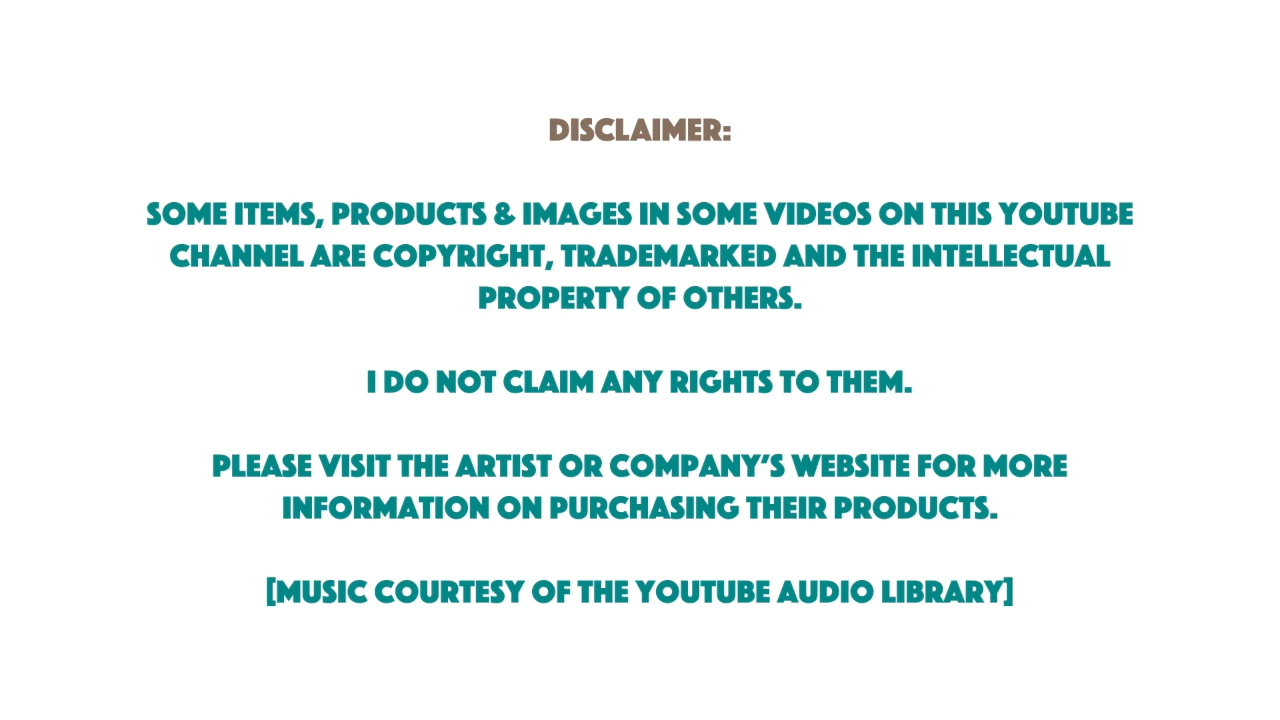 DISCLAIMER:
SOME ITEMS, PRODUCTS & IMAGES IN SOME VIDEOS ON THIS YOUTUBE
CHANNEL ARE COPYRIGHT, TRADEMARKED AND THE INTELLECTUAL
PROPERTY OF OTHERS.
I DO NOT CLAIM ANY RIGHTS TO THEM.
PLEASE VISIT THE ARTIST OR COMPANY’S WEBSITE FOR MORE
INFORMATION ON PURCHASING THEIR PRODUCTS.
[MUSIC COURTESY OF THE YOUTUBE AUDIO LIBRARY]